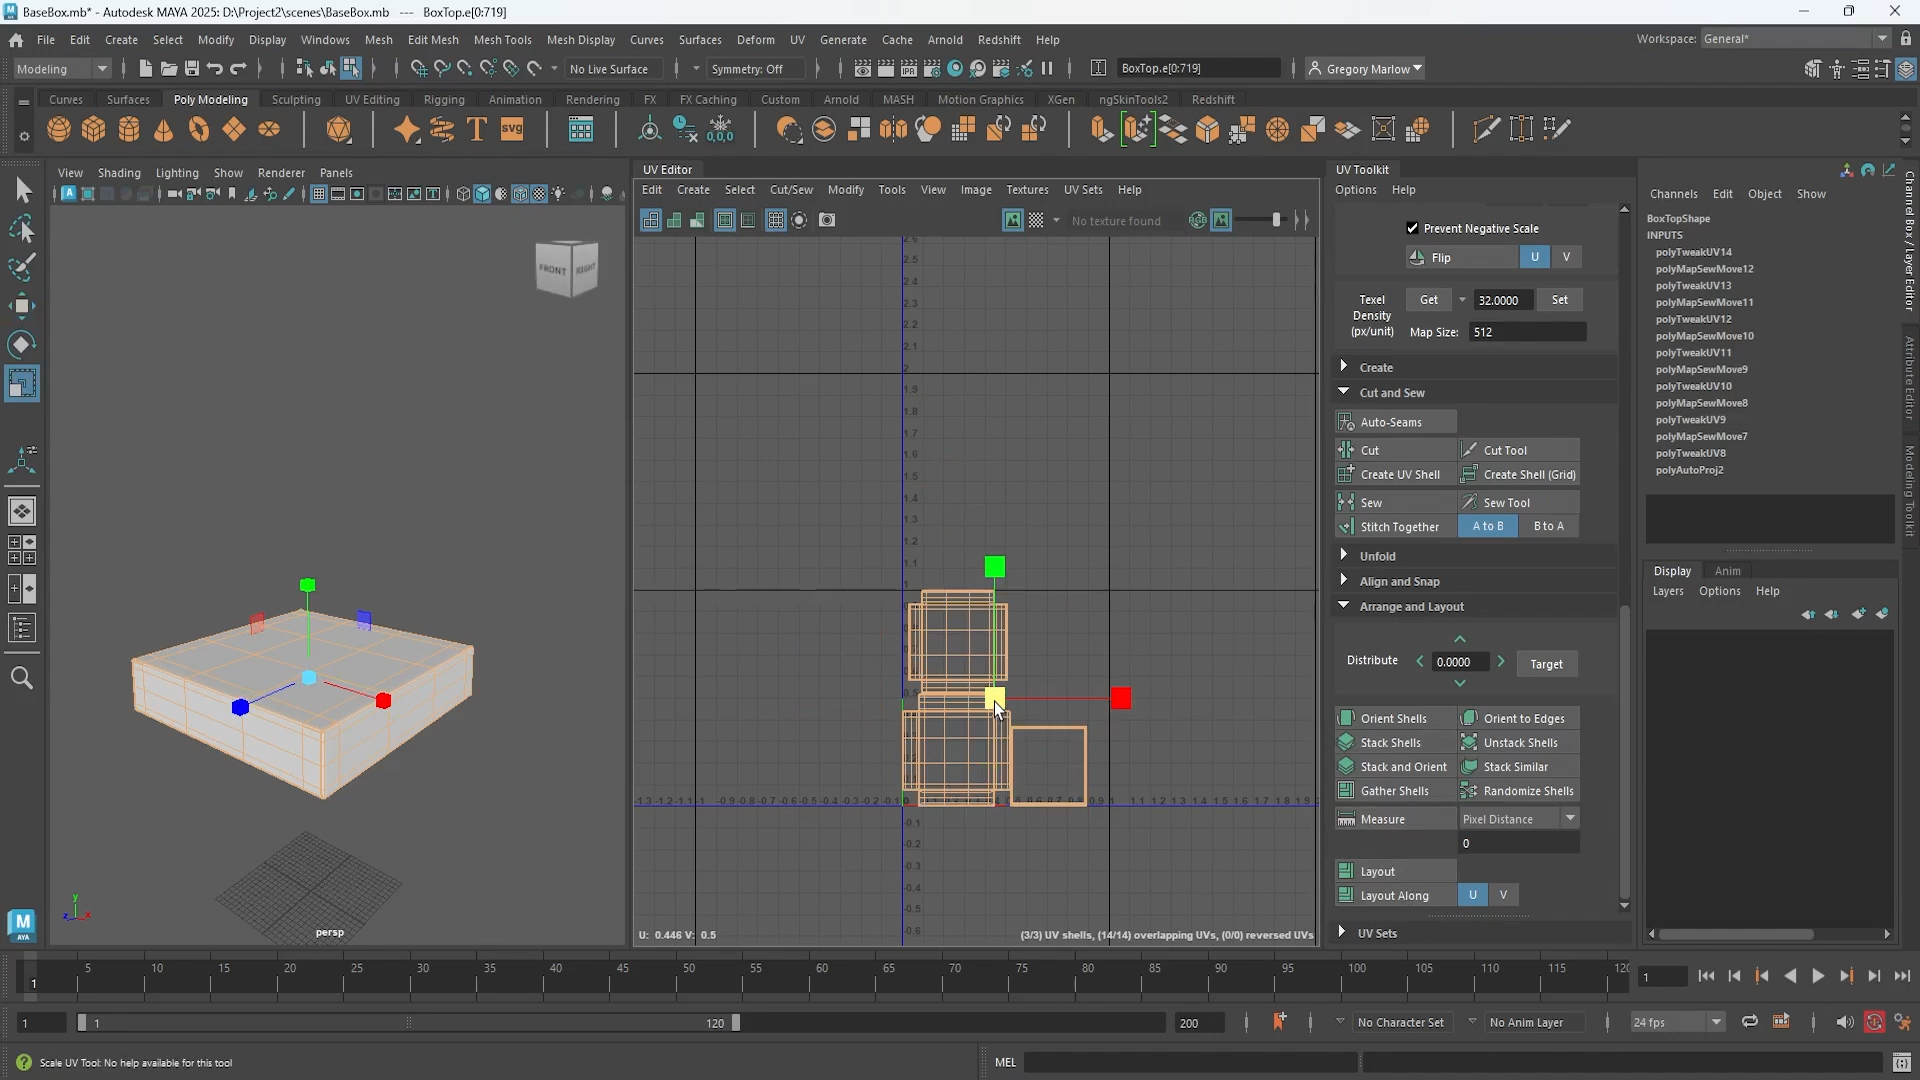 BaseBox.mb* - Autodesk MAYA 2025: D:\Project2\scenes\BaseBox.mb --- BoxTop.e[0:719]
File Edit Create Select Modify Display Windows Mesh Edit Mesh Mesh Tools Mesh Display Curves Surfaces Deform UV Generate Cache Arnold Redshift Help
Workspace: General*
Modeling No Live Surface Symmetry: Off BoxTop.e[0:719] Gregory Marlow
Curves Surfaces Poly Modeling Sculpting UV Editing Rigging Animation Rendering FX FX Caching Custom Arnold MASH Motion Graphics XGen ngSkinTools2 Redshift
View Shading Lighting Show Renderer Panels
FRONT RIGHT
persp
UV Editor
Edit Create Select Cut/Sew Modify Tools View Image Textures UV Sets Help
No texture found
U: 0.446 V: 0.5
(3/3) UV shells, (14/14) overlapping UVs, (0/0) reversed UVs
UV Toolkit
Options Help
Prevent Negative Scale
Flip U V
Texel Density (px/unit) Get 32.0000 Set
Map Size: 512
Create
Cut and Sew
Auto-Seams
Cut Cut Tool
Create UV Shell Create Shell (Grid)
Sew Sew Tool
Stitch Together A to B B to A
Unfold
Align and Snap
Arrange and Layout
Distribute 0.0000 Target
Orient Shells Orient to Edges
Stack Shells Unstack Shells
Stack and Orient Stack Similar
Gather Shells Randomize Shells
Measure Pixel Distance
0
Layout
Layout Along U V
UV Sets
Channels Edit Object Show
BoxTopShape
INPUTS
polyTweakUV14
polyMapSewMove12
polyTweakUV13
polyMapSewMove11
polyTweakUV12
polyMapSewMove10
polyTweakUV11
polyMapSewMove9
polyTweakUV10
polyMapSewMove8
polyTweakUV9
polyMapSewMove7
polyTweakUV8
polyAutoProj2
Display Anim
Layers Options Help
Channel Box / Layer Editor
Attribute Editor
Modeling Toolkit
5 10 15 20 25 30 35 40 45 50 55 60 65 70 75 80 85 90 95 100 105 110 115 120
1
1
1 1 120 200 No Character Set No Anim Layer 24 fps
Scale UV Tool: No help available for this tool
MEL